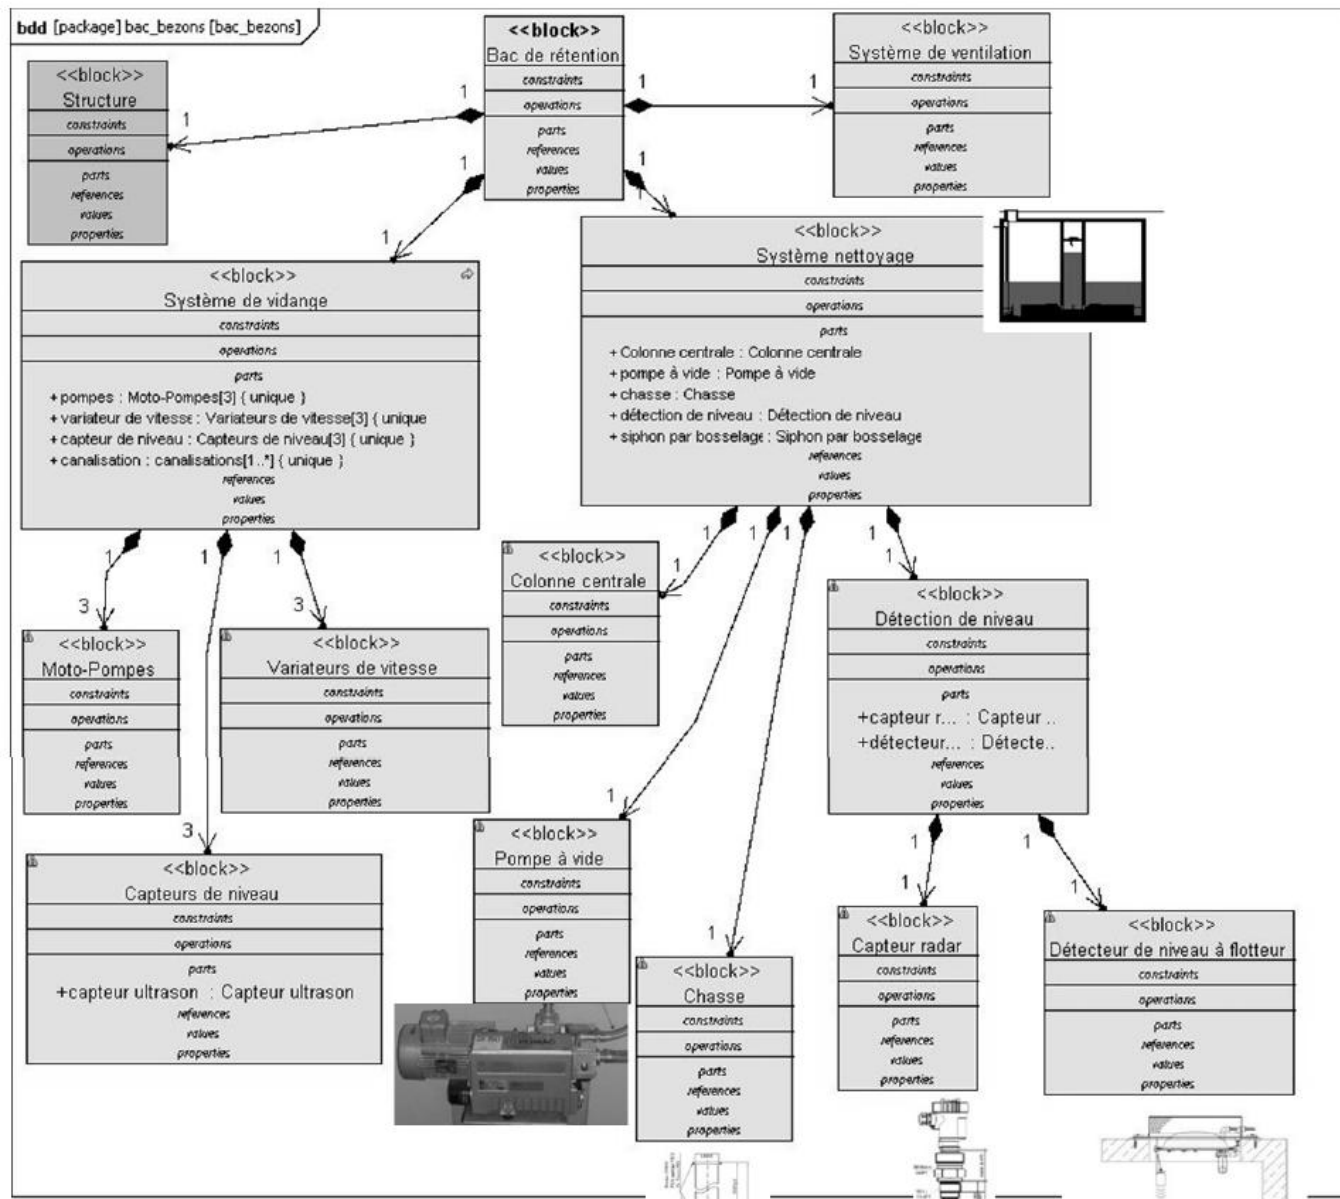 bdd [package] bac_bezons [bac_bezons]
<<block>>
Bac de rétention
constraints
operations
parts
references
values
properties
<<block>>
Système de ventilation
constraints
operations
parts
references
values
properties
<<block>>
Structure
constraints
operations
parts
references
values
properties
1
1
1
1
1
1
1
1
<<block>>
Système de vidange
constraints
operations
parts
+ pompes : Moto-Pompes[3] { unique }
+ variateur de vitesse : Variateurs de vitesse[3] { unique
+ capteur de niveau : Capteurs de niveau[3] { unique }
+ canalisation : canalisations[1..*] { unique }
references
values
properties
<<block>>
Système nettoyage
constraints
operations
parts
+ Colonne centrale : Colonne centrale
+ pompe à vide : Pompe à vide
+ chasse : Chasse
+ détection de niveau : Détection de niveau
+ siphon par bosselage : Siphon par bosselage
references
values
properties
1
1
1
3
3
3
1
1
1
1
1
1
1
1
<<block>>
Moto-Pompes
constraints
operations
parts
references
values
properties
<<block>>
Variateurs de vitesse
constraints
operations
parts
references
values
properties
<<block>>
Colonne centrale
constraints
operations
parts
references
values
properties
<<block>>
Détection de niveau
constraints
operations
parts
+capteur r... : Capteur ..
+détecteur... : Détecte..
references
values
properties
1
1
1
1
<<block>>
Capteurs de niveau
constraints
operations
parts
+capteur ultrason : Capteur ultrason
references
values
properties
<<block>>
Pompe à vide
constraints
operations
parts
references
values
properties
<<block>>
Chasse
constraints
operations
parts
references
values
properties
<<block>>
Capteur radar
constraints
operations
parts
references
values
properties
<<block>>
Détecteur de niveau à flotteur
constraints
operations
parts
references
values
properties